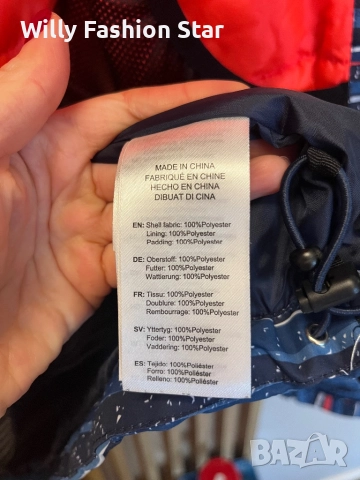 Willy Fashion Star
MADE IN CHINA
FABRIQUÉ EN CHINE
HECHO EN CHINA
DIBUAT DI CINA
EN: Shell fabric: 100%Polyester
Lining: 100%Polyester
Padding: 100%Polyester
DE: Oberstoff: 100%Polyester
Futter: 100%Polyester
Wattierung: 100%Polyester
FR: Tissu: 100%Polyester
Doublure: 100%Polyester
Rembourrage: 100%Polyester
SV: Yttertyg: 100%Polyester
Foder: 100%Polyester
Vaddering: 100%Polyester
ES: Tejido: 100%Poliéster
Forro: 100%Poliéster
Relleno: 100%Poliéster
BAZAR
bg